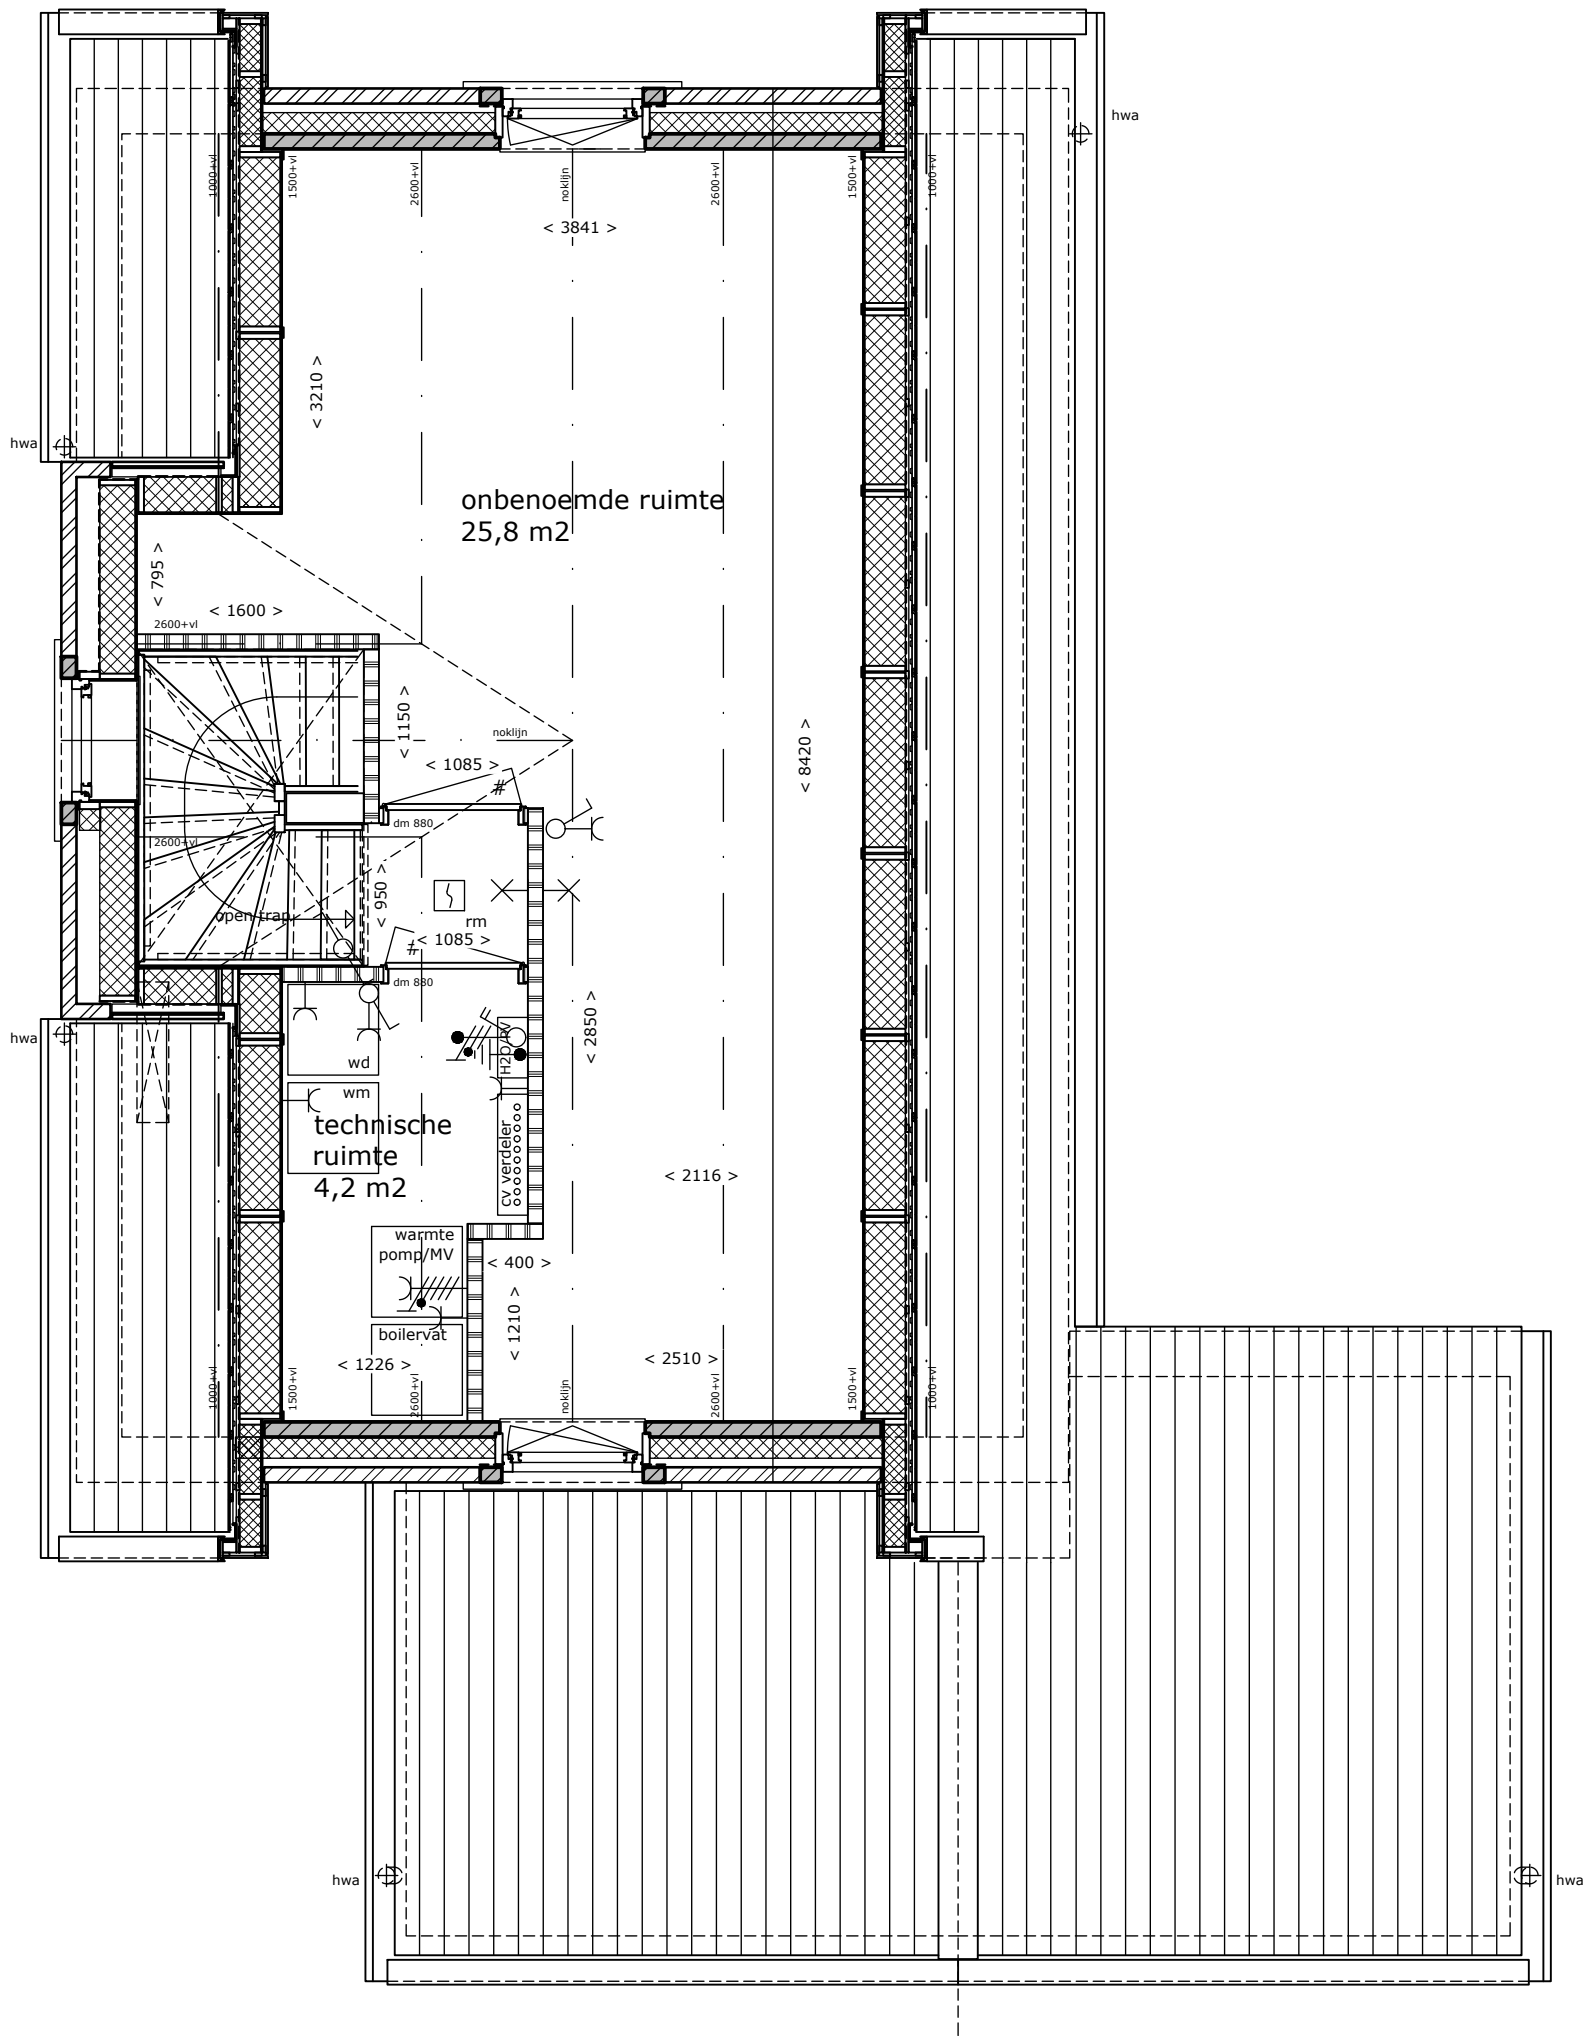 hwa
1000+vl
1500+vl
2600+vl
noklijn
2600+vl
1500+vl
1000+vl
< 3841 >
< 3210 >
hwa
onbenoemde ruimte
25,8 m2
< 795 >
< 1600 >
2600+vl
< 1150 >
noklijn
< 8420 >
< 1085 >
#
dm 880
2600+vl
< 950 >
open trap
rm
# < 1085 >
dm 880
hwa
< 2850 >
H2O/RV
wd
wm
technische
ruimte
4,2 m2
cv verdeler
< 2116 >
warmte
pomp/MV
< 400 >
< 1210 >
boilervat
< 1226 >
< 2510 >
1000+vl
1500+vl
2600+vl
noklijn
2600+vl
1500+vl
1000+vl
hwa
hwa